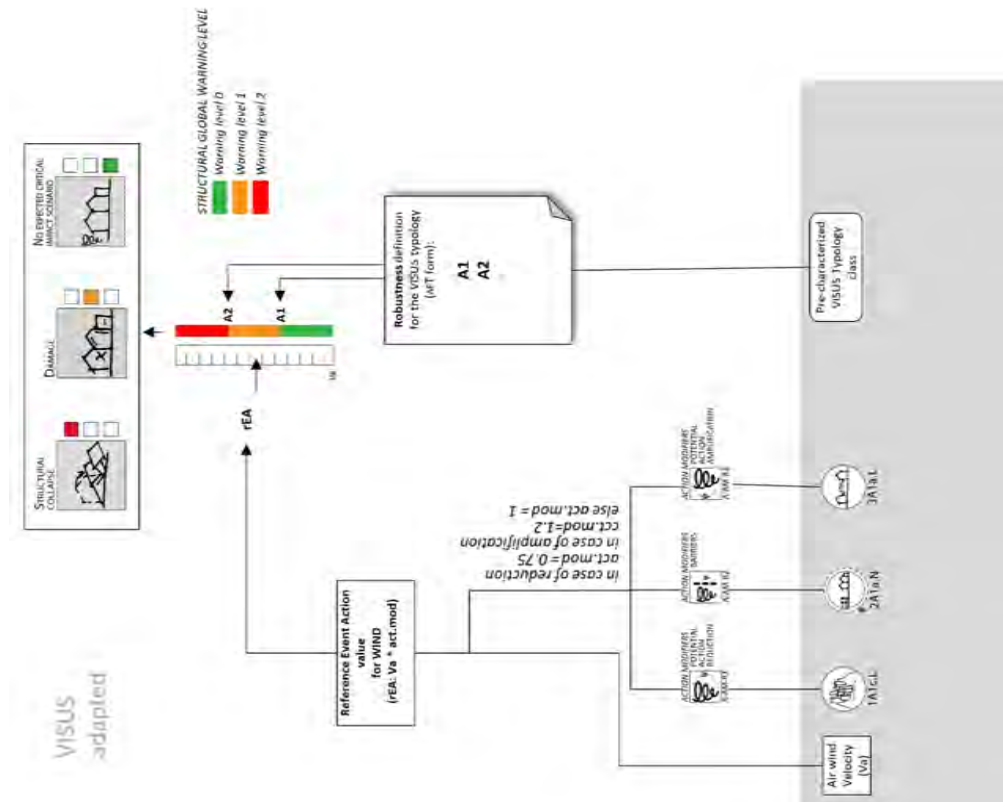 VISUS
adapted
STRUCTURAL
COLLAPSE
DAMAGE
NO EXPECTED CRITICAL
IMPACT SCENARIO
STRUCTURAL GLOBAL WARNING LEVEL
Warning level 0
Warning level 1
Warning level 2
rEA
A2
A1
Reference Event Action
value
for WIND
(rEA: Va * act.mod)
in case of reduction
act.mod= 0.75
in case of amplification
cct.mod=1.2
else act.mod = 1
Robustness definition
for the VISUS typology
(AFT form):
A1
A2
ACTION MODIFIERS
POTENTIAL
ACTION
REDUCTION
ACTION MODIFIERS
BARRIERS
ACTION MODIFIERS
POTENTIAL
ACTION
AMPLIFICATION
Air wind
Velocity
(Va)
1A1c.L
2A1a.N
3A1a.L
Pre-characterized
VISUS Typology
class